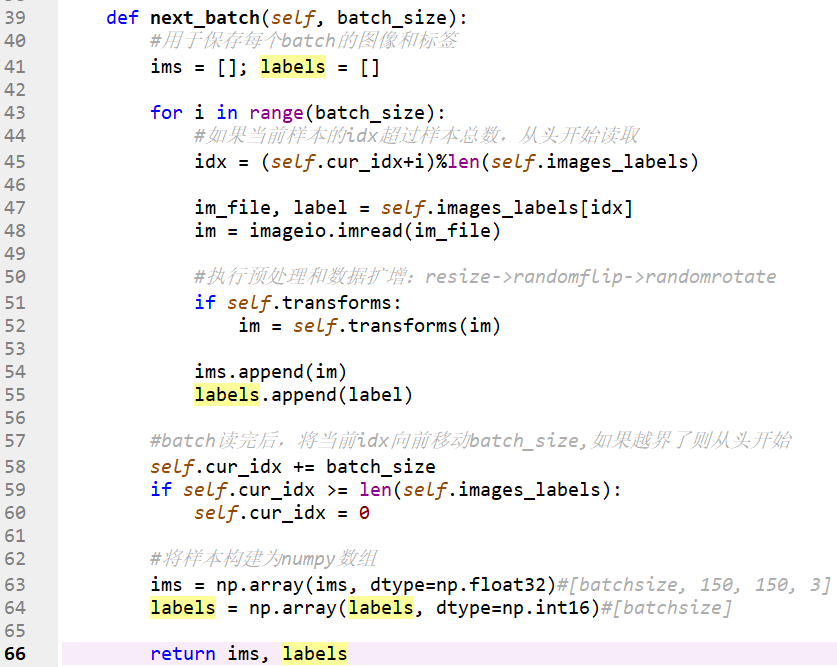 39 def next_batch(self, batch_size):
40 #用于保存每个batch的图像和标签
41 ims = []; labels = []
42
43 for i in range(batch_size):
44 #如果当前样本的idx超过样本总数，从头开始读取
45 idx = (self.cur_idx+i)%len(self.images_labels)
46
47 im_file, label = self.images_labels[idx]
48 im = imageio.imread(im_file)
49
50 #执行预处理和数据扩增：resize->randomflip->randomrotate
51 if self.transforms:
52 im = self.transforms(im)
53
54 ims.append(im)
55 labels.append(label)
56
57 #batch读完后，将当前idx向前移动batch_size,如果越界了则从头开始
58 self.cur_idx += batch_size
59 if self.cur_idx >= len(self.images_labels):
60 self.cur_idx = 0
61
62 #将样本构建为numpy数组
63 ims = np.array(ims, dtype=np.float32)#[batchsize, 150, 150, 3]
64 labels = np.array(labels, dtype=np.int16)#[batchsize]
65
66 return ims, labels